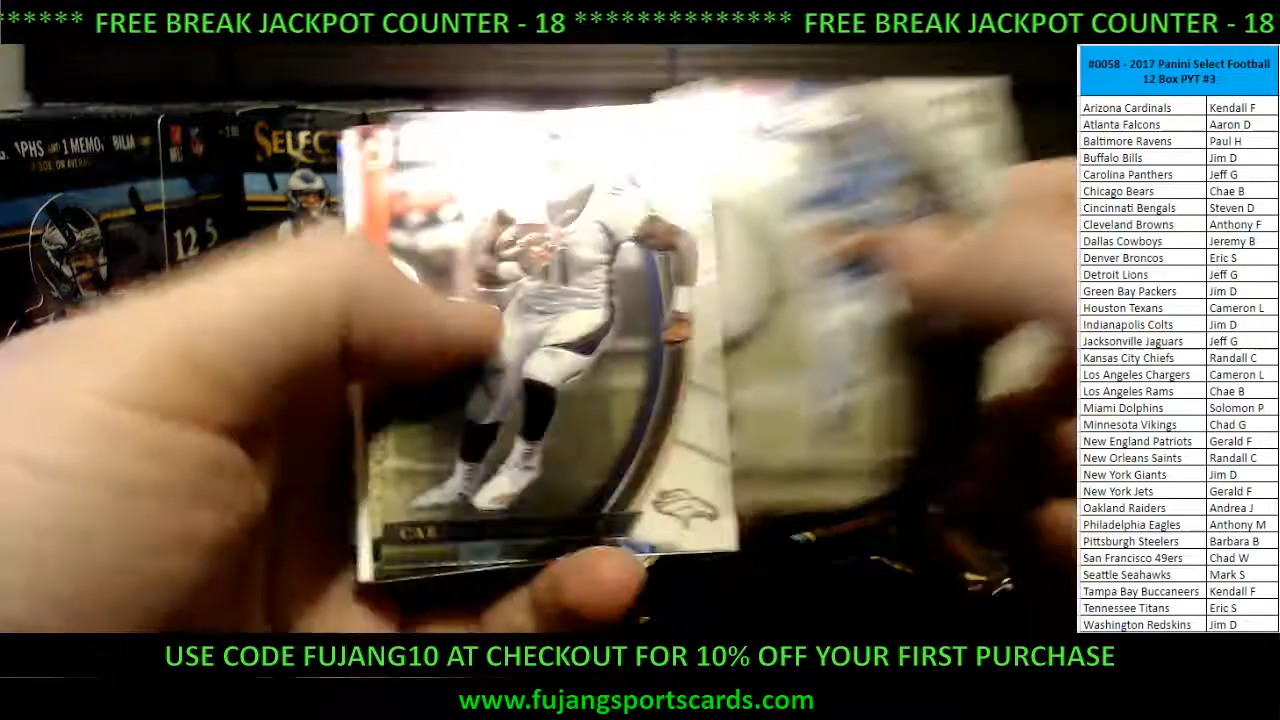 ****** FREE BREAK JACKPOT COUNTER - 18 ************** FREE BREAK JACKPOT COUNTER - 18
#0058 - 2017 Panini Select Football
12 Box PYT #3
Arizona Cardinals Kendall F
Atlanta Falcons Aaron D
Baltimore Ravens Paul H
Buffalo Bills Jim D
Carolina Panthers Jeff G
Chicago Bears Chae B
Cincinnati Bengals Steven D
Cleveland Browns Anthony F
Dallas Cowboys Jeremy B
Denver Broncos Eric S
Detroit Lions Jeff G
Green Bay Packers Jim D
Houston Texans Cameron L
Indianapolis Colts Jim D
Jacksonville Jaguars Jeff G
Kansas City Chiefs Randall C
Los Angeles Chargers Cameron L
Los Angeles Rams Chae B
Miami Dolphins Solomon P
Minnesota Vikings Chad G
New England Patriots Gerald F
New Orleans Saints Randall C
New York Giants Jim D
New York Jets Gerald F
Oakland Raiders Andrea J
Philadelphia Eagles Anthony M
Pittsburgh Steelers Barbara B
San Francisco 49ers Chad W
Seattle Seahawks Mark S
Tampa Bay Buccaneers Kendall F
Tennessee Titans Eric S
Washington Redskins Jim D
SELECT
1 MEMO
12 5
USE CODE FUJANG10 AT CHECKOUT FOR 10% OFF YOUR FIRST PURCHASE
www.fujangsportscards.com